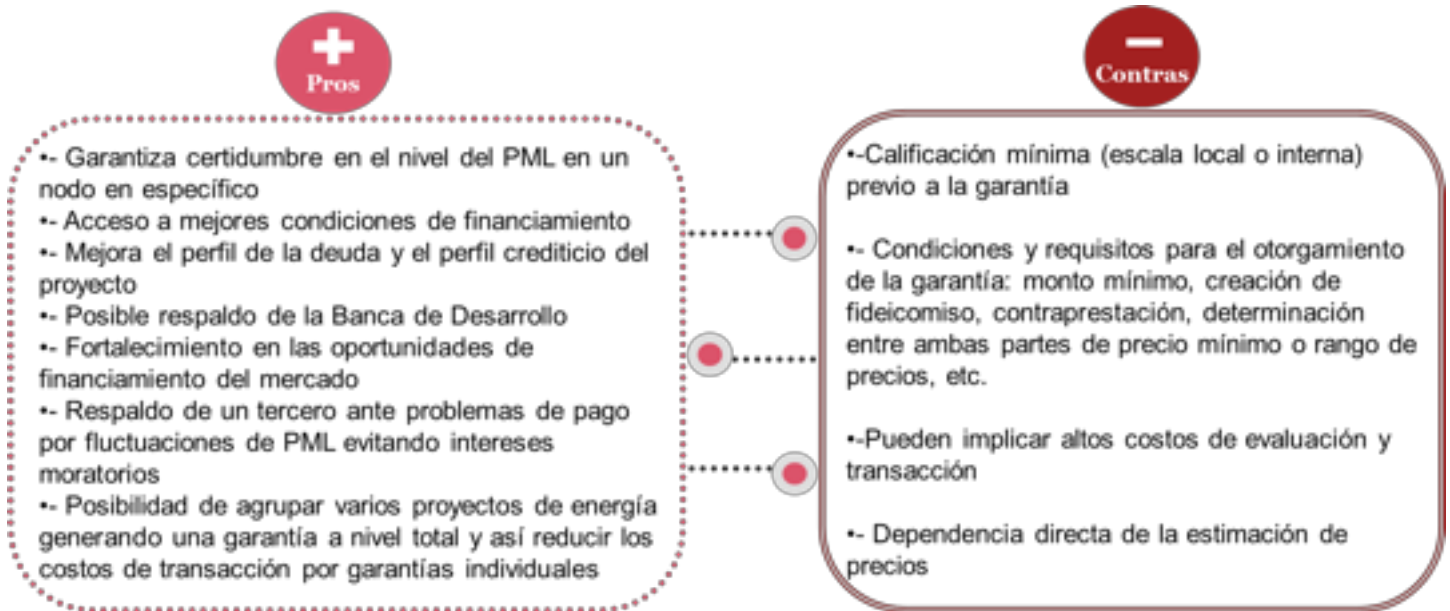 Pros
•- Garantiza certidumbre en el nivel del PML en un
nodo en específico
•- Acceso a mejores condiciones de financiamiento
•- Mejora el perfil de la deuda y el perfil crediticio del
proyecto
•- Posible respaldo de la Banca de Desarrollo
•- Fortalecimiento en las oportunidades de
financiamiento del mercado
•- Respaldo de un tercero ante problemas de pago
por fluctuaciones de PML evitando intereses
moratorios
•- Posibilidad de agrupar varios proyectos de energía
generando una garantía a nivel total y así reducir los
costos de transacción por garantías individuales
Contras
•-Calificación mínima (escala local o interna)
previo a la garantía
•- Condiciones y requisitos para el otorgamiento
de la garantía: monto mínimo, creación de
fideicomiso, contraprestación, determinación
entre ambas partes de precio mínimo o rango de
precios, etc.
•-Pueden implicar altos costos de evaluación y
transacción
•- Dependencia directa de la estimación de
precios